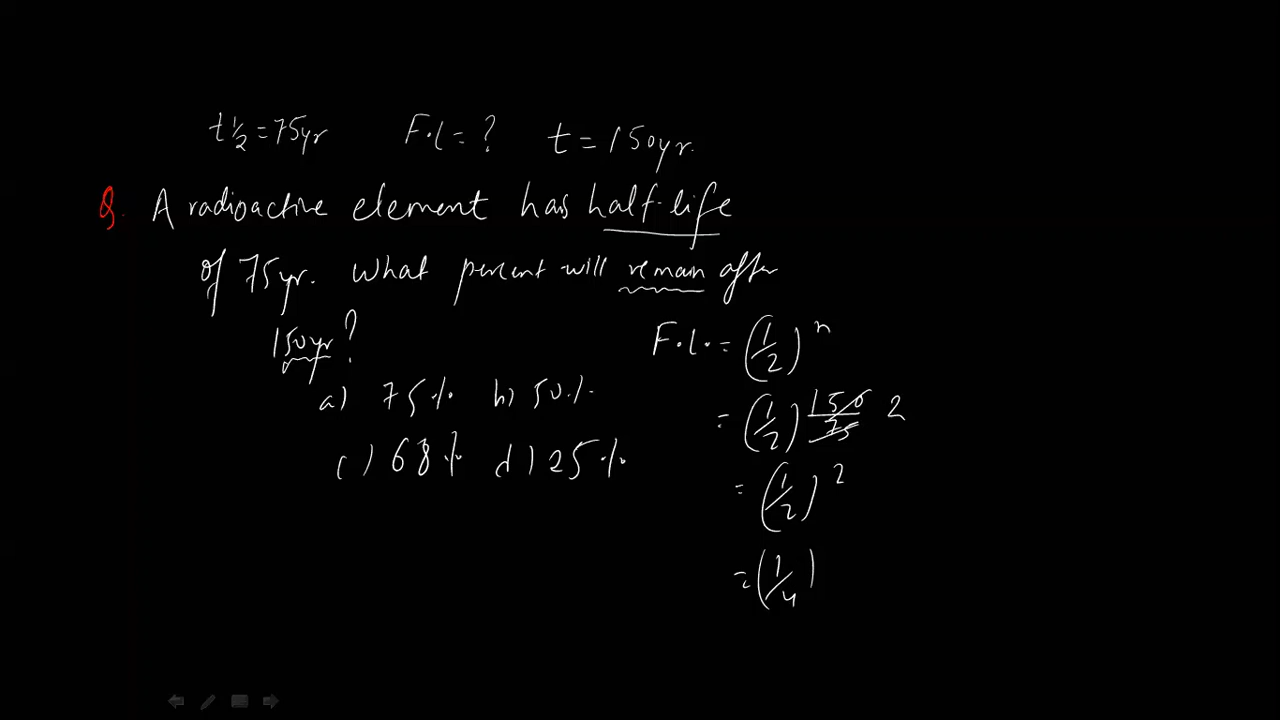 t½ = 75yr F.L = ? t = 150yr.
Q. A radioactive element has half-life
of 75yr. What percent will remain after
150yr?
a) 75% b) 50%
c) 68% d) 25%
F.L. = (1/2)^n
= (1/2) 150/75 2
= (1/2)^2
= (1/4)